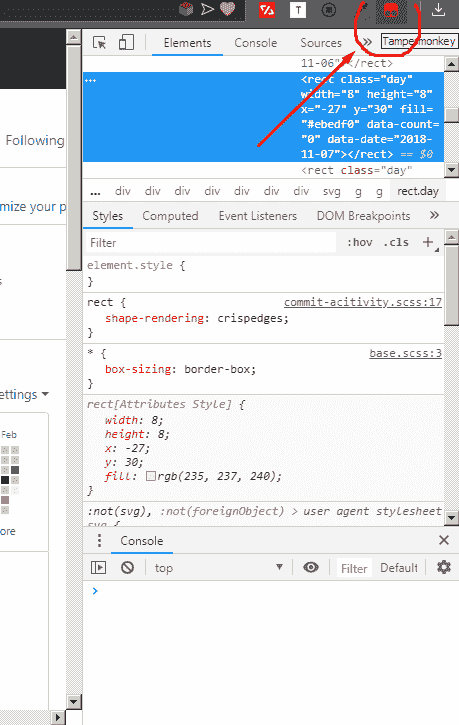 T
Elements Console Sources »
Tampermonkey
11-06"></rect>
<rect class="day"
width="8" height="8"
x="-27" y="30" fill=
"#ebedf0" data-count=
"0" data-date="2018-
11-07"></rect> == $0
<rect class="day"
... div div div div div svg g g rect.day
Styles Computed Event Listeners DOM Breakpoints »
Filter :hov .cls +
element.style {
}
rect { commit-acitivity.scss:17
shape-rendering: crispedges;
}
* { base.scss:3
box-sizing: border-box;
}
rect[Attributes Style] {
width: 8;
height: 8;
x: -27;
y: 30;
fill: rgb(235, 237, 240);
}
:not(svg), :not(foreignObject) > user agent stylesheet
svg {
Console
top
Filter Default
>
Following
mize your p
s
ettings
Feb
ore